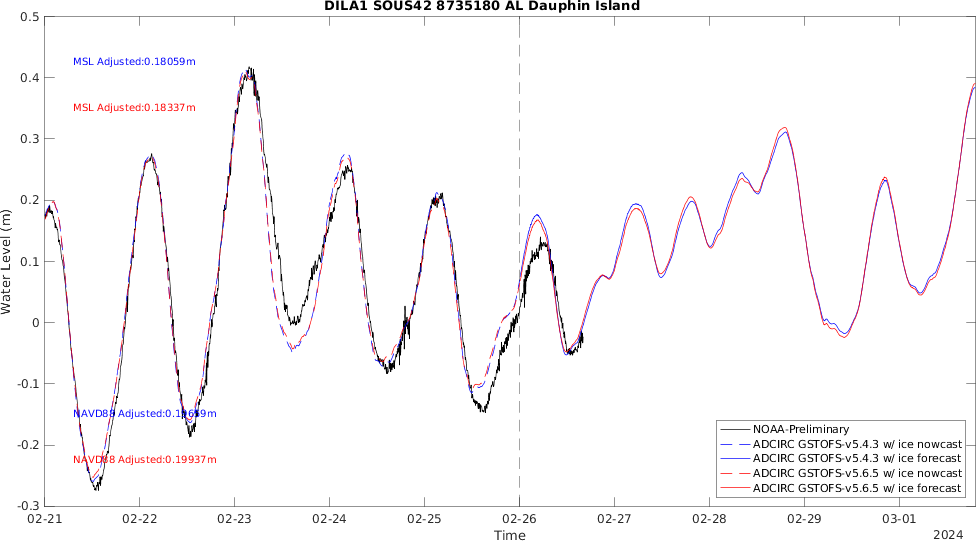 DILA1 SOUS42 8735180 AL Dauphin Island
0.5
MSL Adjusted:0.18059m
0.4
MSL Adjusted:0.18337m
0.3
0.2
0.1
Water Level (m)
0
-0.1
NAVD88
-0.2
NAVD88 Adjusted:0.19937m
-0.3
NOAA-Preliminary
ADCIRC GSTOFS-v5.4.3 w/ ice nowcast
ADCIRC GSTOFS-v5.4.3 w/ ice forecast
ADCIRC GSTOFS-v5.6.5 w/ ice nowcast
ADCIRC GSTOFS-v5.6.5 w/ ice forecast
02-21 02-22 02-23 02-24 02-25 02-26 02-27 02-28 02-29 03-01
Time
2024